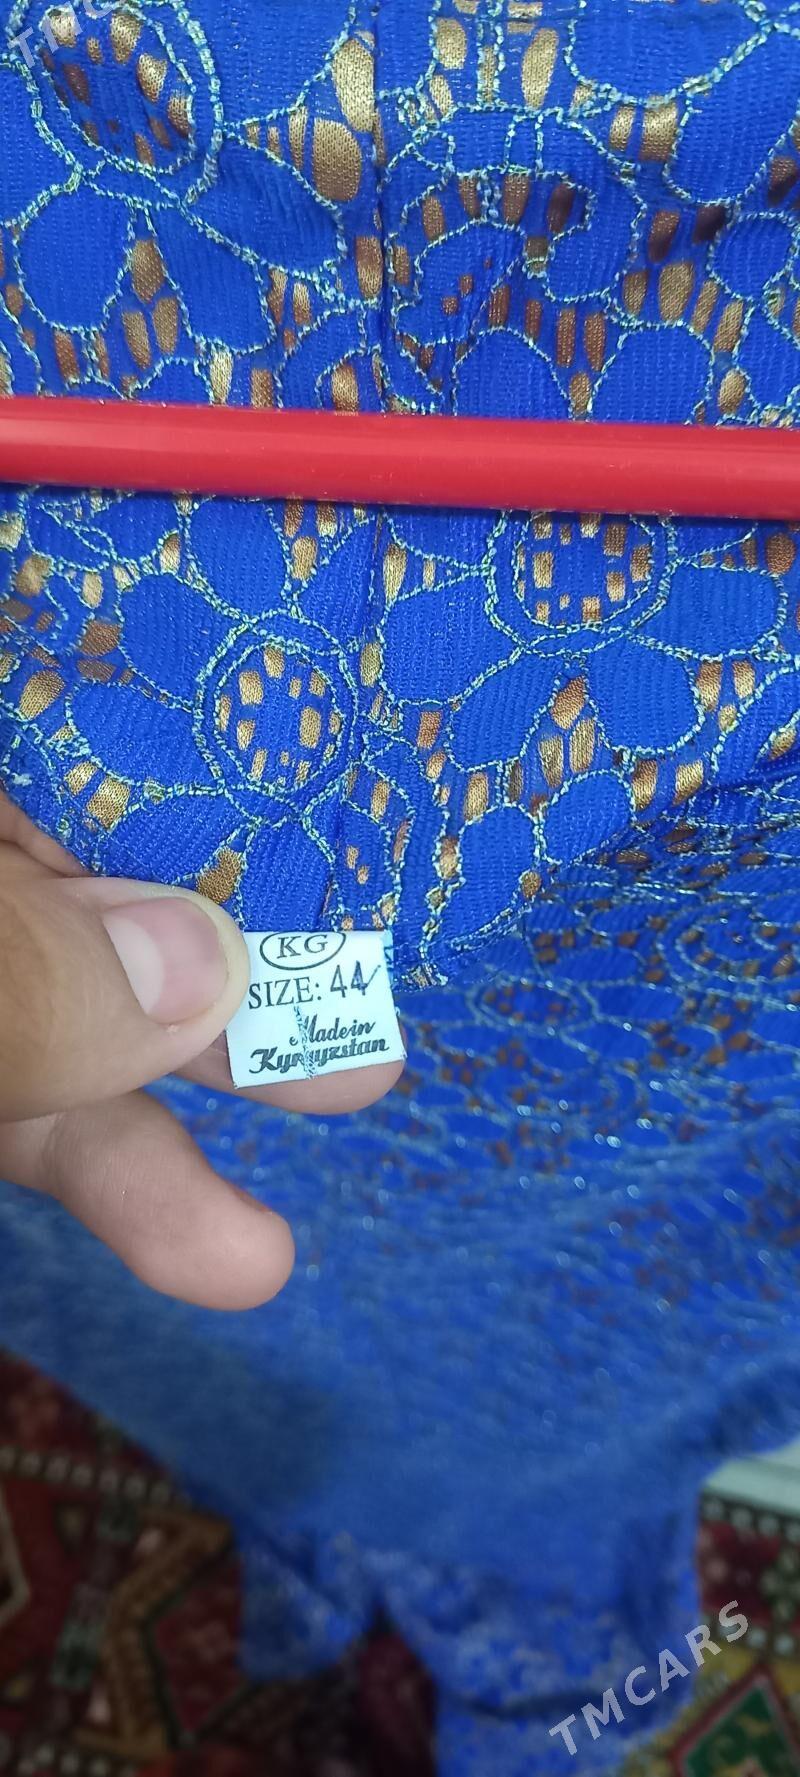 KG
SIZE: 44
Made in
Kyrgyzstan
TMCARS